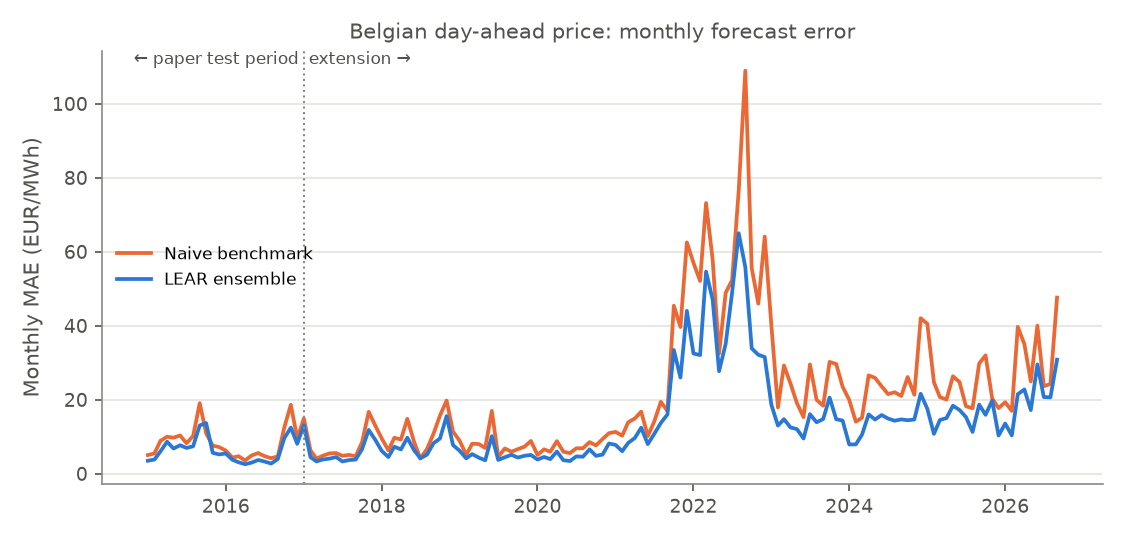 Belgian day-ahead price: monthly forecast error
← paper test period
extension →
Monthly MAE (EUR/MWh)
100
80
60
40
20
0
Naive benchmark
LEAR ensemble
2016
2018
2020
2022
2024
2026